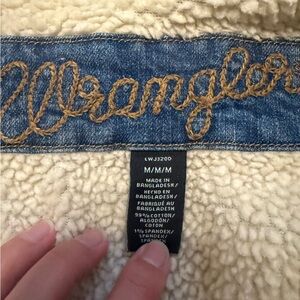 Wrangler
LWJ320D
M/M/M
MADE IN
BANGLADESH/
HECHO EN
BANGLADESH/
FABRIQUÉ AU
BANGLADESH
99% COTTON/
ALGODÓN/
COTON
1% SPANDEX/
SPANDEX/
SPANDEX